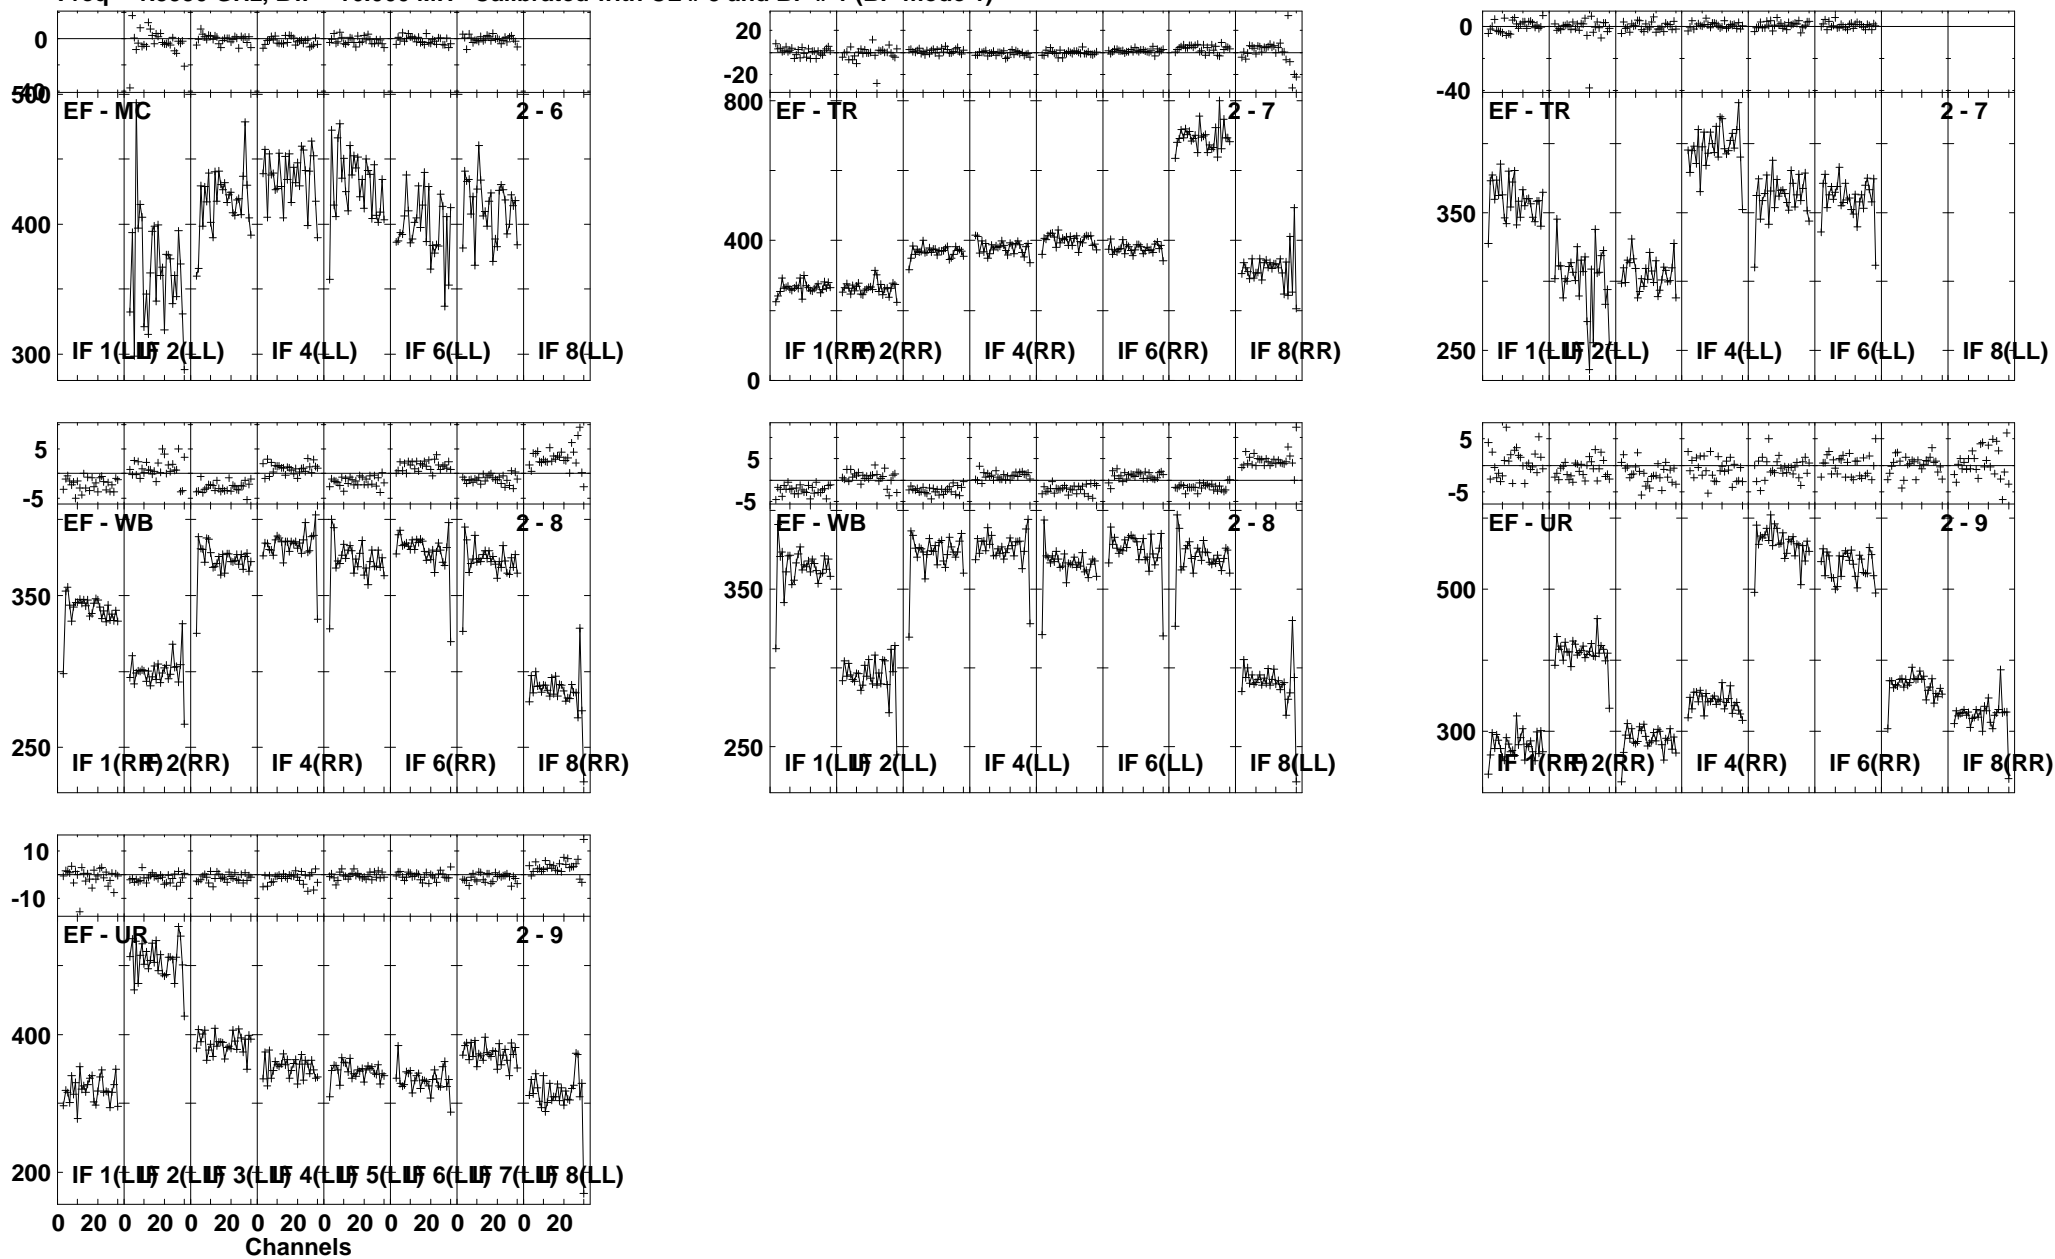 0
40
500
EF - MC
2 - 6
400
300
IF 1(LL)
IF 2(LL)
IF 4(LL)
IF 6(LL)
IF 8(LL)
20
-20
800
EF - TR
2 - 7
400
0
IF 1(RR)
IF 2(RR)
IF 4(RR)
IF 6(RR)
IF 8(RR)
0
-40
EF - TR
2 - 7
350
250
IF 1(LL)
IF 2(LL)
IF 4(LL)
IF 6(LL)
IF 8(LL)
5
-5
EF - WB
2 - 8
350
250
IF 1(RR)
IF 2(RR)
IF 4(RR)
IF 6(RR)
IF 8(RR)
5
-5
EF - WB
2 - 8
350
250
IF 1(LL)
IF 2(LL)
IF 4(LL)
IF 6(LL)
IF 8(LL)
5
-5
EF - UR
2 - 9
500
300
IF 1(RR)
IF 2(RR)
IF 4(RR)
IF 6(RR)
IF 8(RR)
10
-10
EF - UR
2 - 9
400
200
IF 1(LL)
IF 2(LL)
IF 3(LL)
IF 4(LL)
IF 5(LL)
IF 6(LL)
IF 7(LL)
IF 8(LL)
0 20 0 20 0 20 0 20 0 20 0 20 0 20 0 20
Channels